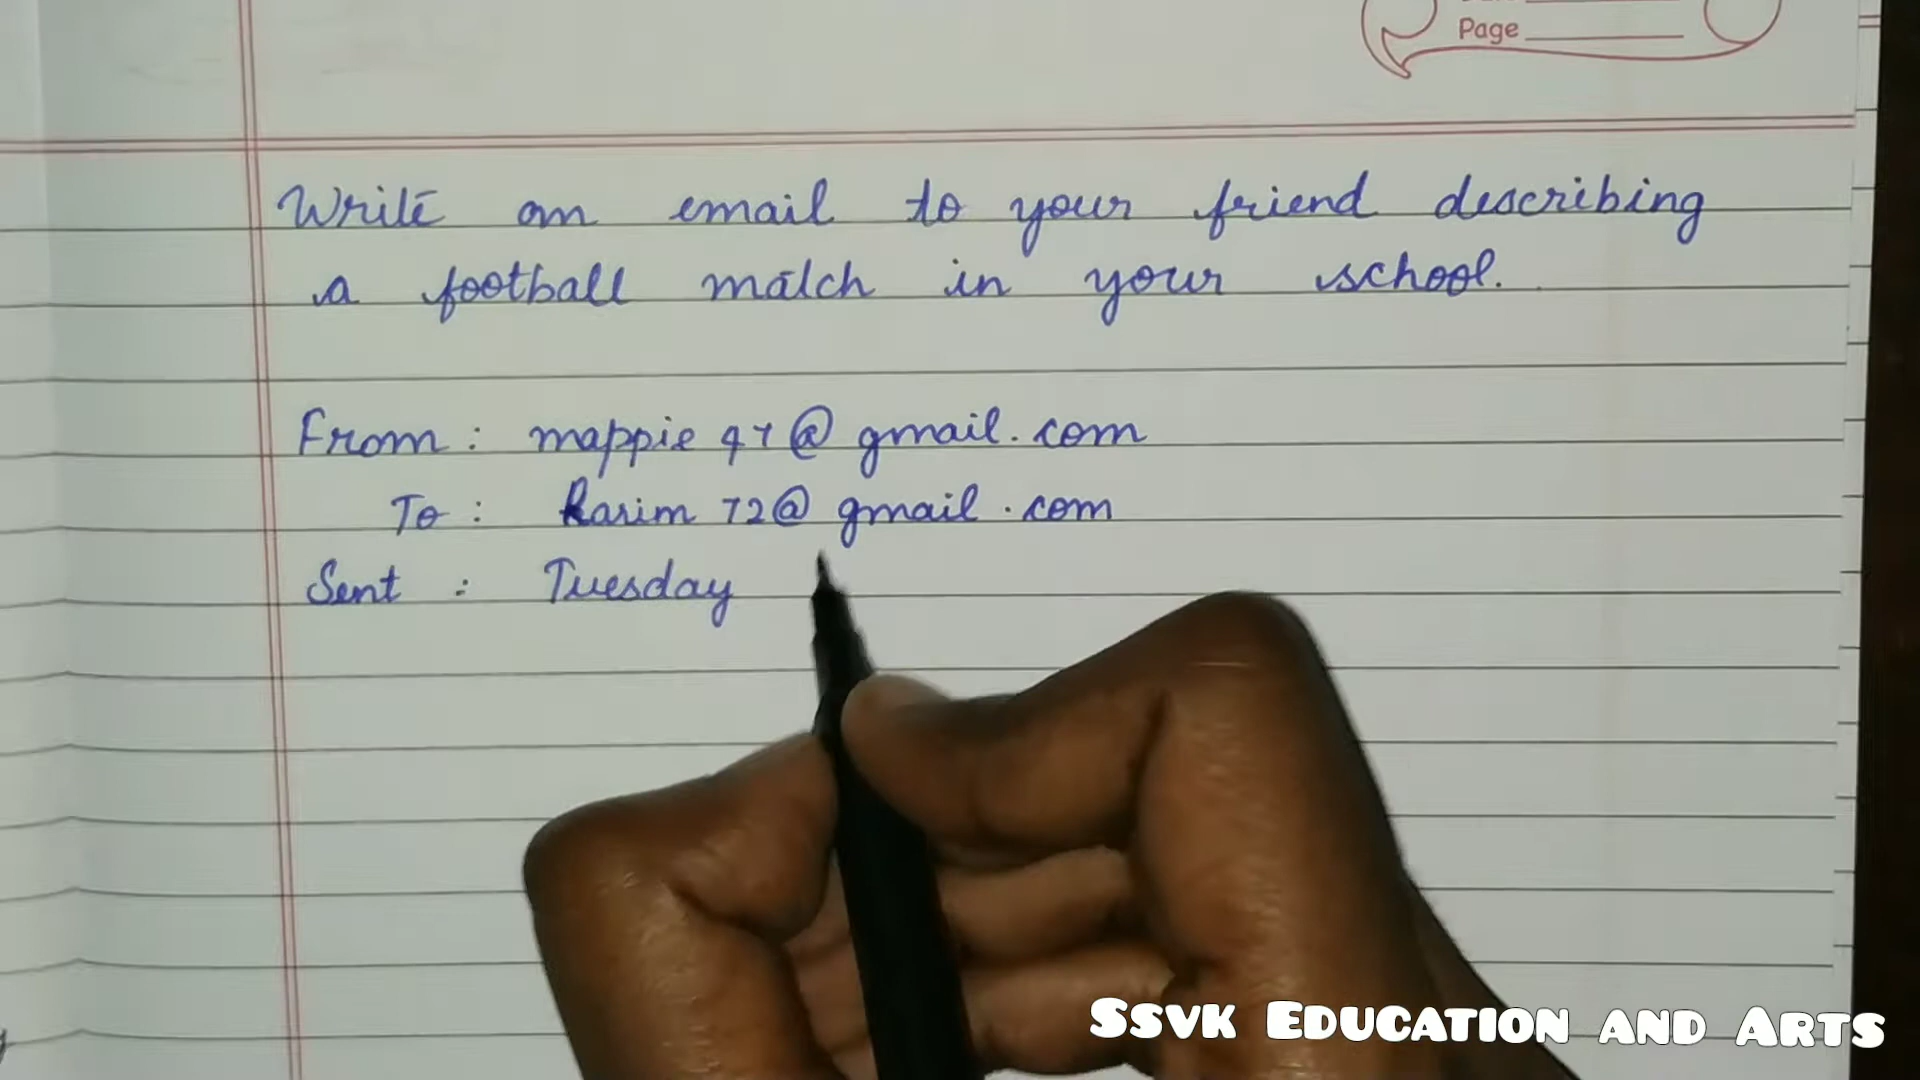 Page
Write an email to your friend describing
a football match in your school.
From : mappie 47@ gmail. com
To : karim 72@ gmail . com
Sent : Tuesday
SSVK EDUCATION AND ARTS